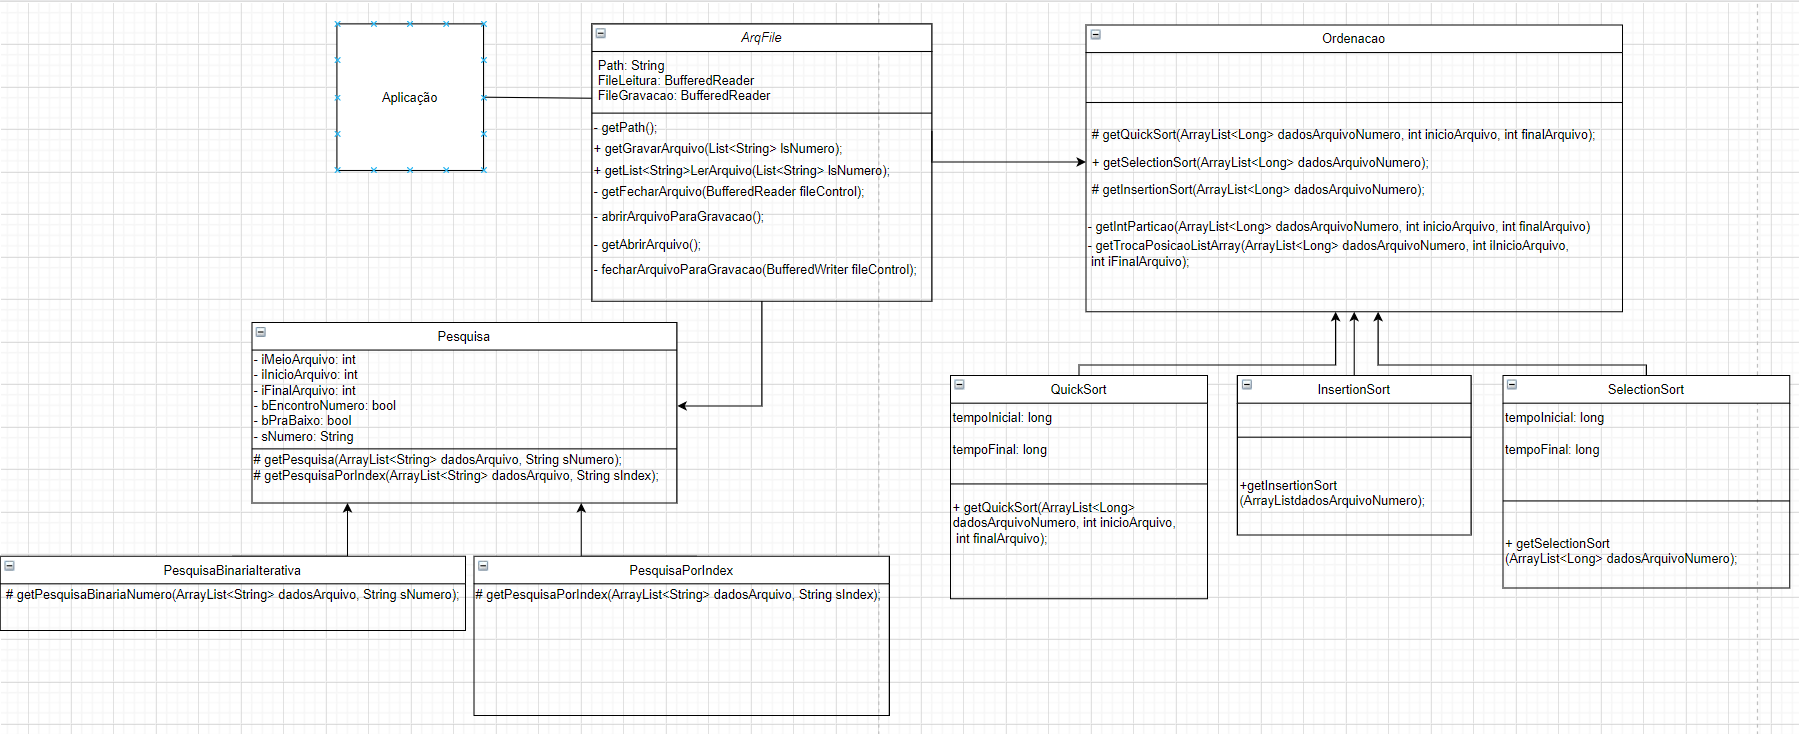 Aplicação
ArqFile
Path: String
FileLeitura: BufferedReader
FileGravacao: BufferedReader
- getPath();
+ getGravarArquivo(List<String> lsNumero);
+ getList<String>LerArquivo(List<String> lsNumero);
- getFecharArquivo(BufferedReader fileControl);
- abrirArquivoParaGravacao();
- getAbrirArquivo();
- fecharArquivoParaGravacao(BufferedWriter fileControl);
Ordenacao
# getQuickSort(ArrayList<Long> dadosArquivoNumero, int inicioArquivo, int finalArquivo);
+ getSelectionSort(ArrayList<Long> dadosArquivoNumero);
# getInsertionSort(ArrayList<Long> dadosArquivoNumero);
- getIntParticao(ArrayList<Long> dadosArquivoNumero, int inicioArquivo, int finalArquivo)
- getTrocaPosicaoListArray(ArrayList<Long> dadosArquivoNumero, int iInicioArquivo,
int iFinalArquivo);
Pesquisa
- iMeioArquivo: int
- iInicioArquivo: int
- iFinalArquivo: int
- bEncontroNumero: bool
- bPraBaixo: bool
- sNumero: String
# getPesquisa(ArrayList<String> dadosArquivo, String sNumero);
# getPesquisaPorIndex(ArrayList<String> dadosArquivo, String sIndex);
QuickSort
tempoInicial: long
tempoFinal: long
+ getQuickSort(ArrayList<Long>
dadosArquivoNumero, int inicioArquivo,
int finalArquivo);
InsertionSort
+getInsertionSort
(ArrayListdadosArquivoNumero);
SelectionSort
tempoInicial: long
tempoFinal: long
+ getSelectionSort
(ArrayList<Long> dadosArquivoNumero);
PesquisaBinariaIterativa
# getPesquisaBinariaNumero(ArrayList<String> dadosArquivo, String sNumero);
PesquisaPorIndex
# getPesquisaPorIndex(ArrayList<String> dadosArquivo, String sIndex);